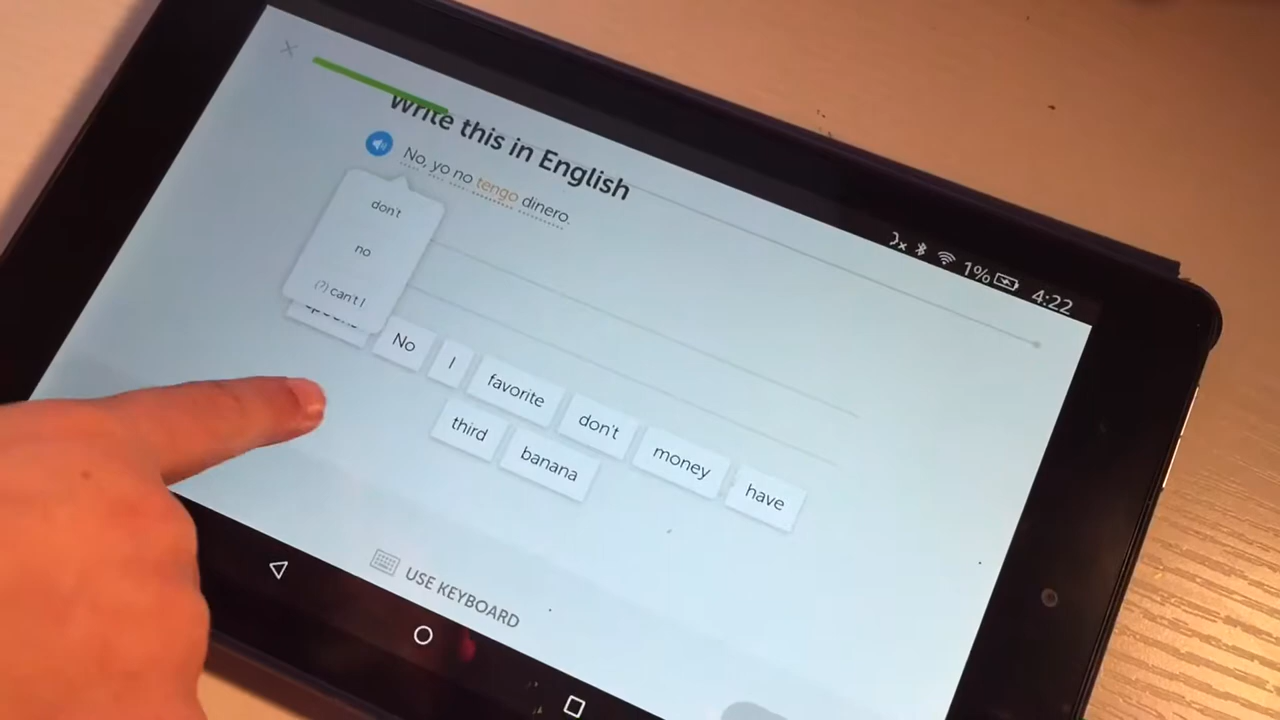 1% 4:22
Write this in English
No, yo no tengo dinero.
don't
no
(?) can't I
No I favorite don't money have
third banana
USE KEYBOARD